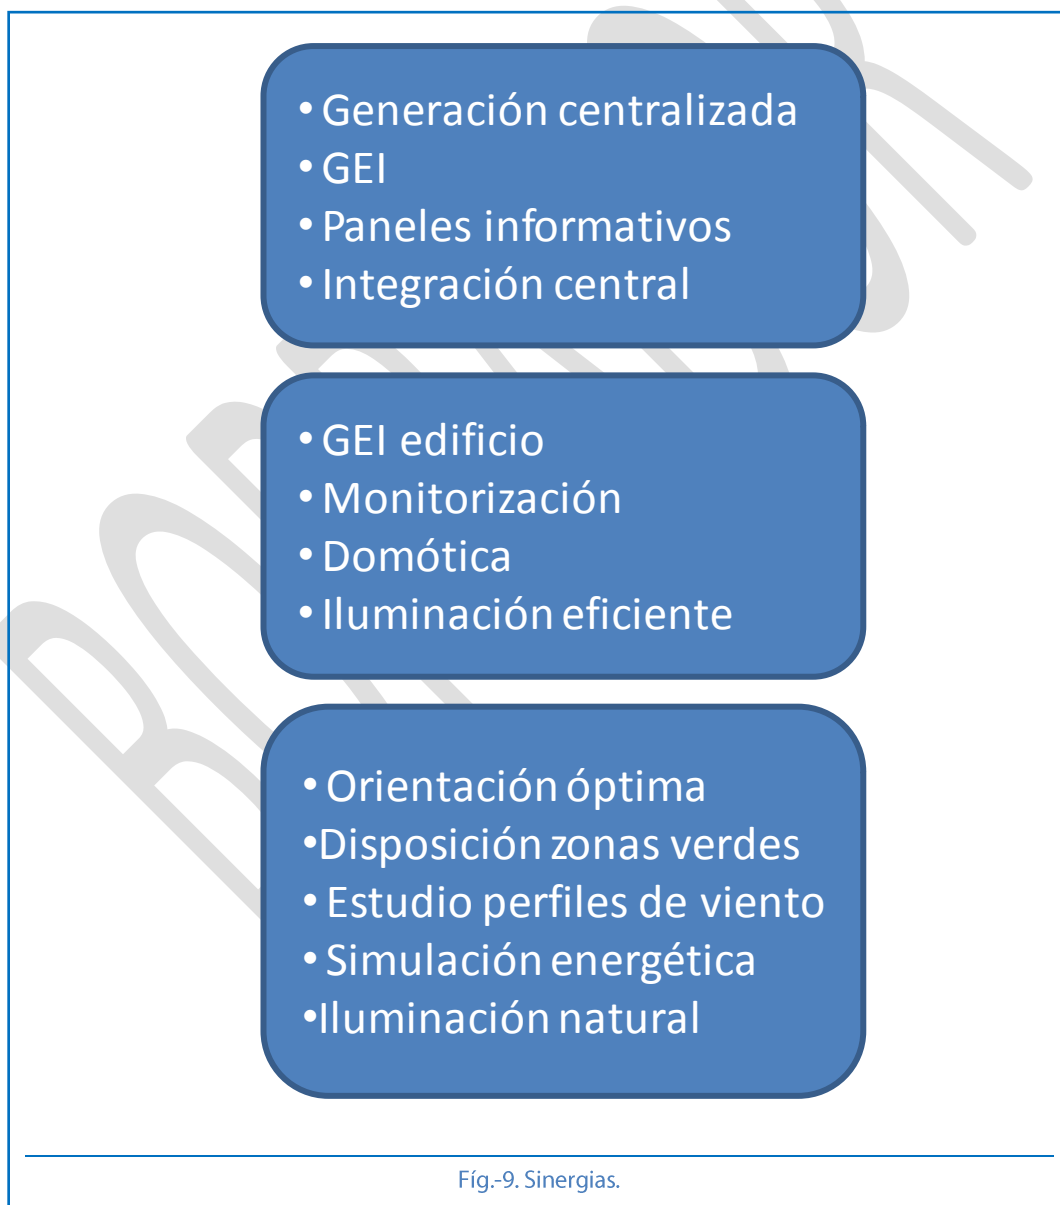 • Generación centralizada
• GEI
• Paneles informativos
• Integración central
• GEI edificio
• Monitorización
• Domótica
• Iluminación eficiente
• Orientación óptima
•Disposición zonas verdes
• Estudio perfiles de viento
• Simulación energética
•Iluminación natural
Fíg.-9. Sinergias.